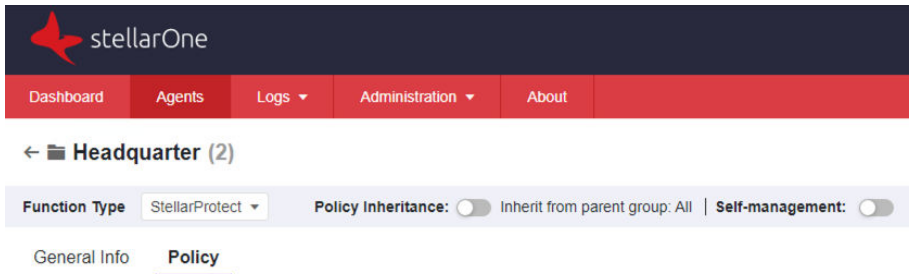 stellarOne
Dashboard Agents Logs Administration About
Headquarter (2)
Function Type StellarProtect Policy Inheritance: Inherit from parent group: All | Self-management:
General Info Policy